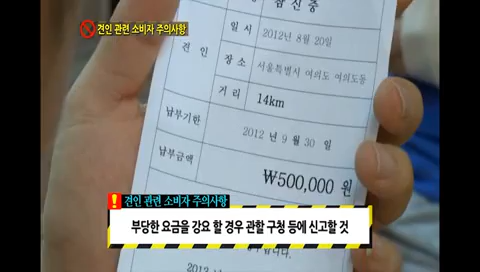 견인 관련 소비자 주의사항
견 인
일 시
2012년 8월 20일
장 소
서울특별시 여의도 여의도동
거 리
14km
납부기한
2012 년 9 월 30 일
납부금액
₩500,000 원
견인 관련 소비자 주의사항
부당한 요금을 강요 할 경우 관할 구청 등에 신고할 것